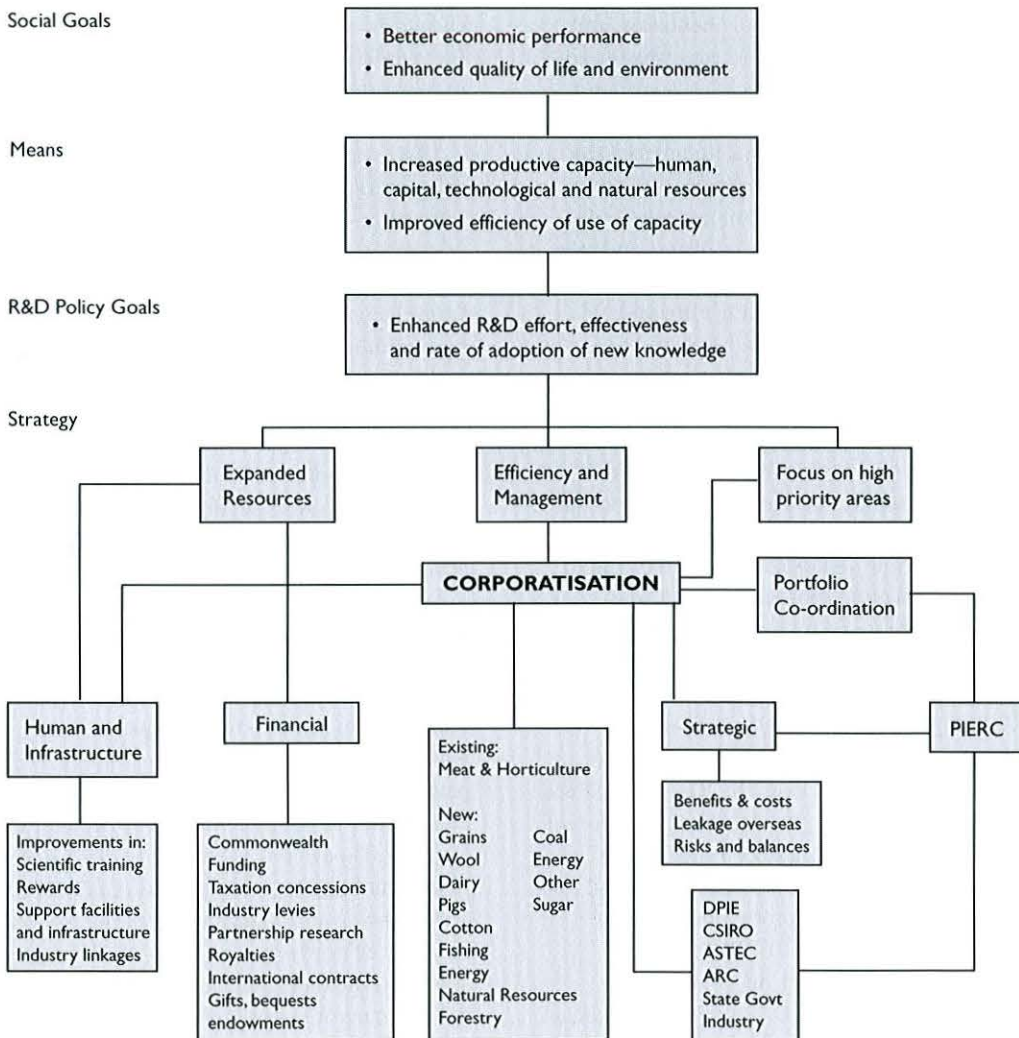 Social Goals
• Better economic performance
• Enhanced quality of life and environment
Means
• Increased productive capacity—human,
capital, technological and natural resources
• Improved efficiency of use of capacity
R&D Policy Goals
• Enhanced R&D effort, effectiveness
and rate of adoption of new knowledge
Strategy
Expanded
Resources
Efficiency and
Management
Focus on high
priority areas
CORPORATISATION
Portfolio
Co-ordination
Human and
Infrastructure
Financial
Strategic
PIERC
Improvements in:
Scientific training
Rewards
Support facilities
and infrastructure
Industry linkages
Commonwealth
Funding
Taxation concessions
Industry levies
Partnership research
Royalties
International contracts
Gifts, bequests
endowments
Existing:
Meat & Horticulture
New:
Grains
Wool
Dairy
Pigs
Cotton
Fishing
Energy
Natural Resources
Forestry
Coal
Energy
Other
Sugar
Benefits & costs
Leakage overseas
Risks and balances
DPIE
CSIRO
ASTEC
ARC
State Govt
Industry